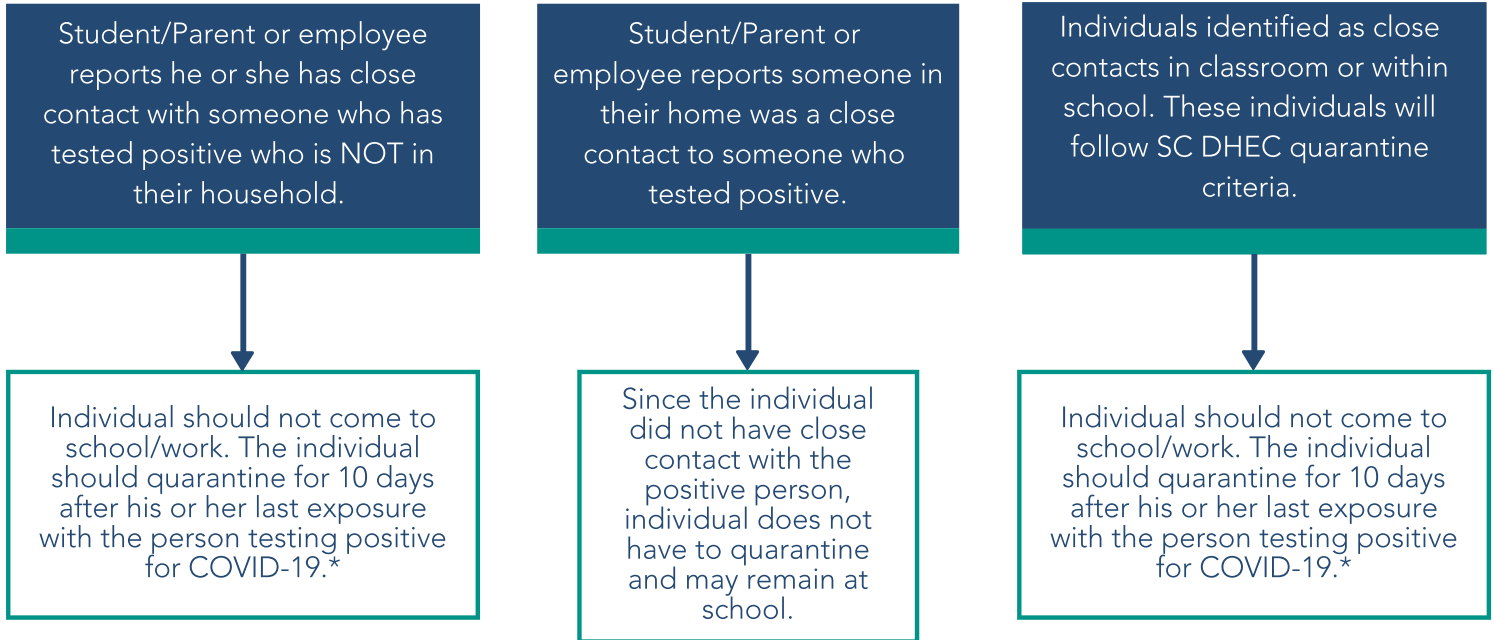 Student/Parent or employee
reports he or she has close
contact with someone who has
tested positive who is NOT in
their household.
Individual should not come to
school/work. The individual
should quarantine for 10 days
after his or her last exposure
with the person testing positive
for COVID-19.*
Student/Parent or
employee reports someone in
their home was a close
contact to someone who
tested positive.
Since the individual
did not have close
contact with the
positive person,
individual does not
have to quarantine
and may remain at
school.
Individuals identified as close
contacts in classroom or within
school. These individuals will
follow SC DHEC quarantine
criteria.
Individual should not come to
school/work. The individual
should quarantine for 10 days
after his or her last exposure
with the person testing positive
for COVID-19.*